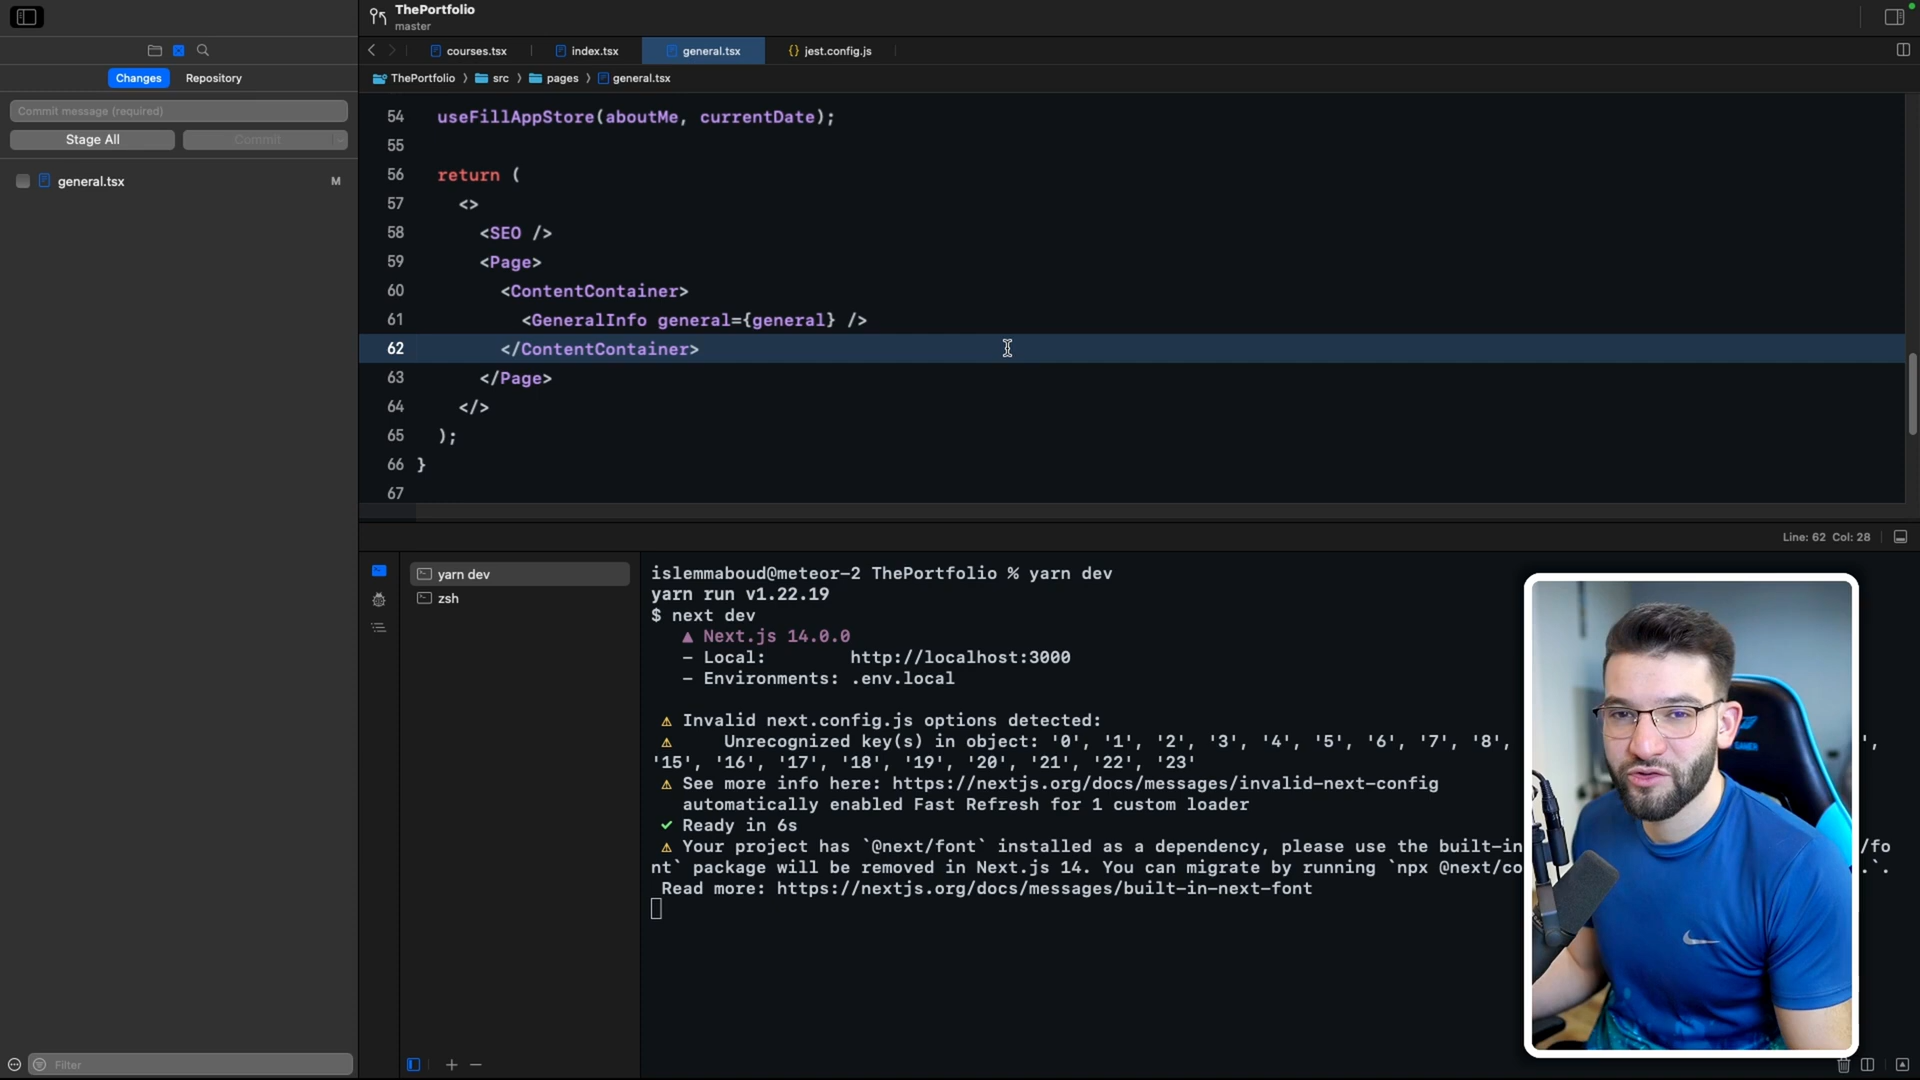 ThePortfolio
master
courses.tsx
index.tsx
general.tsx
{} jest.config.js
Changes
Repository
ThePortfolio 〉 src 〉 pages 〉 general.tsx
Commit message (required)
Stage All
Commit
general.tsx
M
54 useFillAppStore(aboutMe, currentDate);
55
56 return (
57 <>
58 <SEO />
59 <Page>
60 <ContentContainer>
61 <GeneralInfo general={general} />
62 </ContentContainer>
63 </Page>
64 </>
65 );
66 }
67
Line: 62 Col: 28
yarn dev
zsh
islemmaboud@meteor-2 ThePortfolio % yarn dev
yarn run v1.22.19
$ next dev
▲ Next.js 14.0.0
- Local: http://localhost:3000
- Environments: .env.local
⚠ Invalid next.config.js options detected:
⚠ Unrecognized key(s) in object: '0', '1', '2', '3', '4', '5', '6', '7', '8', ',
'15', '16', '17', '18', '19', '20', '21', '22', '23'
⚠ See more info here: https://nextjs.org/docs/messages/invalid-next-config
automatically enabled Fast Refresh for 1 custom loader
✓ Ready in 6s
⚠ Your project has `@next/font` installed as a dependency, please use the built-in /fo
nt` package will be removed in Next.js 14. You can migrate by running `npx @next/co .`.
Read more: https://nextjs.org/docs/messages/built-in-next-font
GAMER
Filter